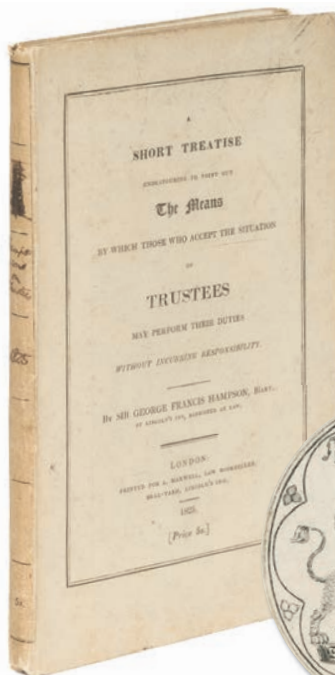 A
SHORT TREATISE
ENDEAVOURING TO POINT OUT
The Means
BY WHICH THOSE WHO ACCEPT THE SITUATION
OF
TRUSTEES
MAY PERFORM THEIR DUTIES
WITHOUT INCURRING RESPONSIBILITY.
BY SIR GEORGE FRANCIS HAMPSON, BART.,
OF LINCOLN'S INN, BARRISTER AT LAW.
LONDON:
PRINTED FOR A. MAXWELL, LAW BOOKSELLER,
BELL-YARD, LINCOLN'S INN.
1825.
[Price 5s.]
1825
5s.